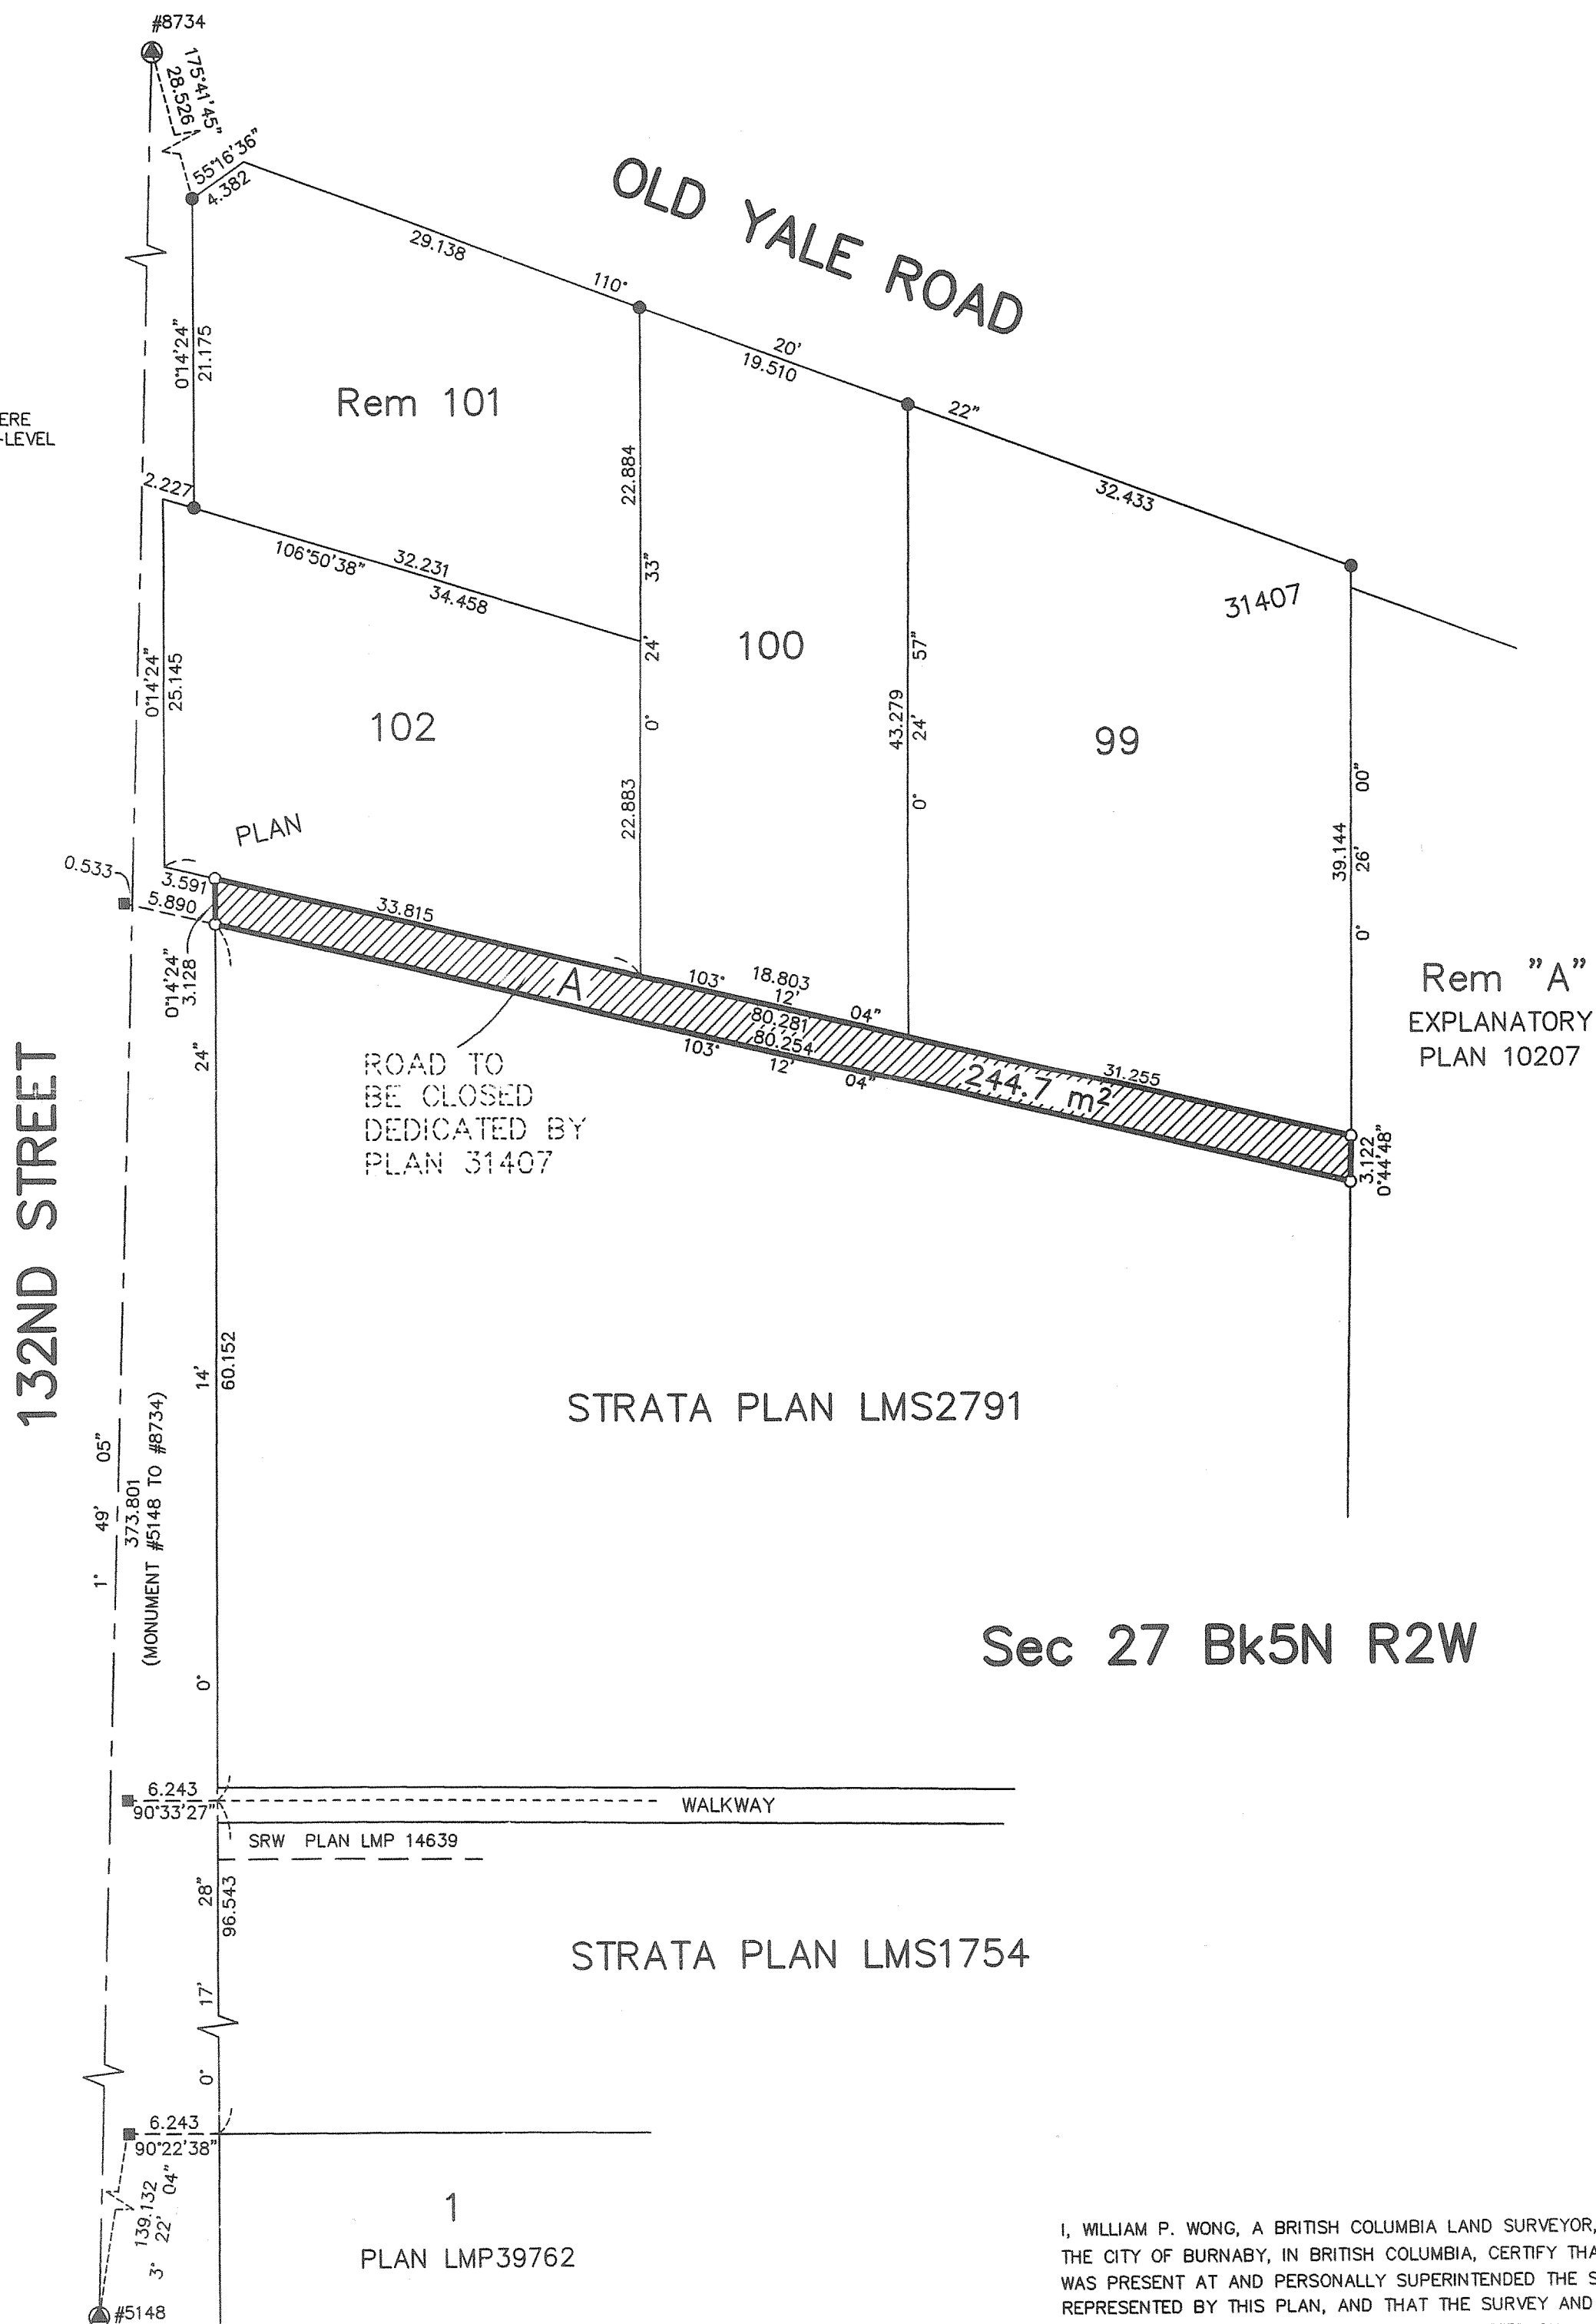 #8734
175°41'45"
28.526
55°16'36"
4.382
OLD YALE ROAD
29.138
110°
20'
19.510
22"
32.433
0°14'24"
21.175
Rem 101
ERE
-LEVEL
22.884
2.227
106°50'38"
32.231
34.458
33"
24'
0°
22.883
100
57"
24'
0°
43.279
31407
99
00"
26'
0°
39.144
0°14'24"
25.145
102
PLAN
0.533
3.591
5.890
33.815
0°14'24"
3.128
A
103°
18.803
12'
04"
80.281
80.254
103°
12'
04"
244.7 m²
31.255
3.122
0°44'48"
Rem "A"
EXPLANATORY
PLAN 10207
ROAD TO
BE CLOSED
DEDICATED BY
PLAN 31407
132ND STREET
24"
14'
0°
60.152
STRATA PLAN LMS2791
1° 49' 05"
373.801
(MONUMENT #5148 TO #8734)
Sec 27 Bk5N R2W
6.243
90°33'27"
WALKWAY
SRW PLAN LMP 14639
28"
17'
0°
96.543
STRATA PLAN LMS1754
6.243
90°22'38"
139.132
3° 22' 04"
1
PLAN LMP39762
#5148
I, WILLIAM P. WONG, A BRITISH COLUMBIA LAND SURVEYOR,
THE CITY OF BURNABY, IN BRITISH COLUMBIA, CERTIFY THA
WAS PRESENT AT AND PERSONALLY SUPERINTENDED THE S
REPRESENTED BY THIS PLAN, AND THAT THE SURVEY AND